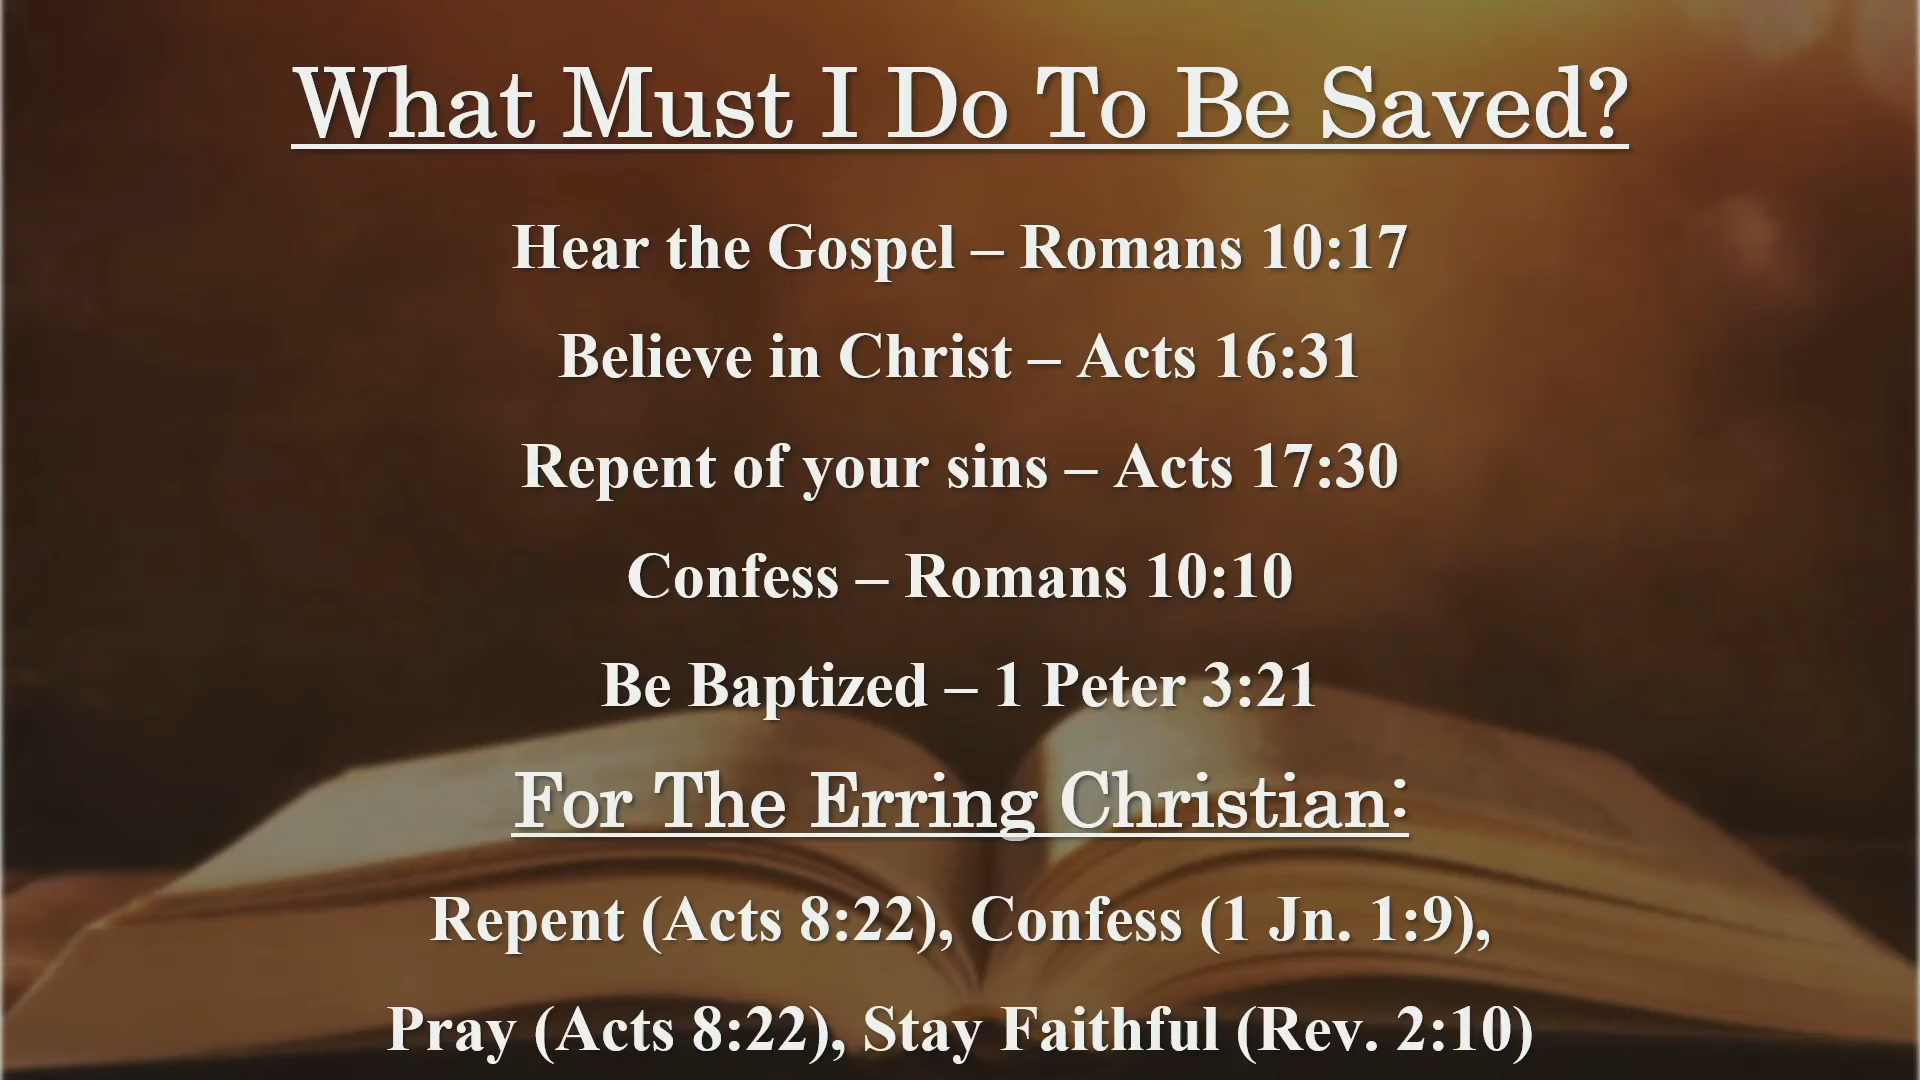 What Must I Do To Be Saved?
Hear the Gospel – Romans 10:17
Believe in Christ – Acts 16:31
Repent of your sins – Acts 17:30
Confess – Romans 10:10
Be Baptized – 1 Peter 3:21
For The Erring Christian:
Repent (Acts 8:22), Confess (1 Jn. 1:9),
Pray (Acts 8:22), Stay Faithful (Rev. 2:10)